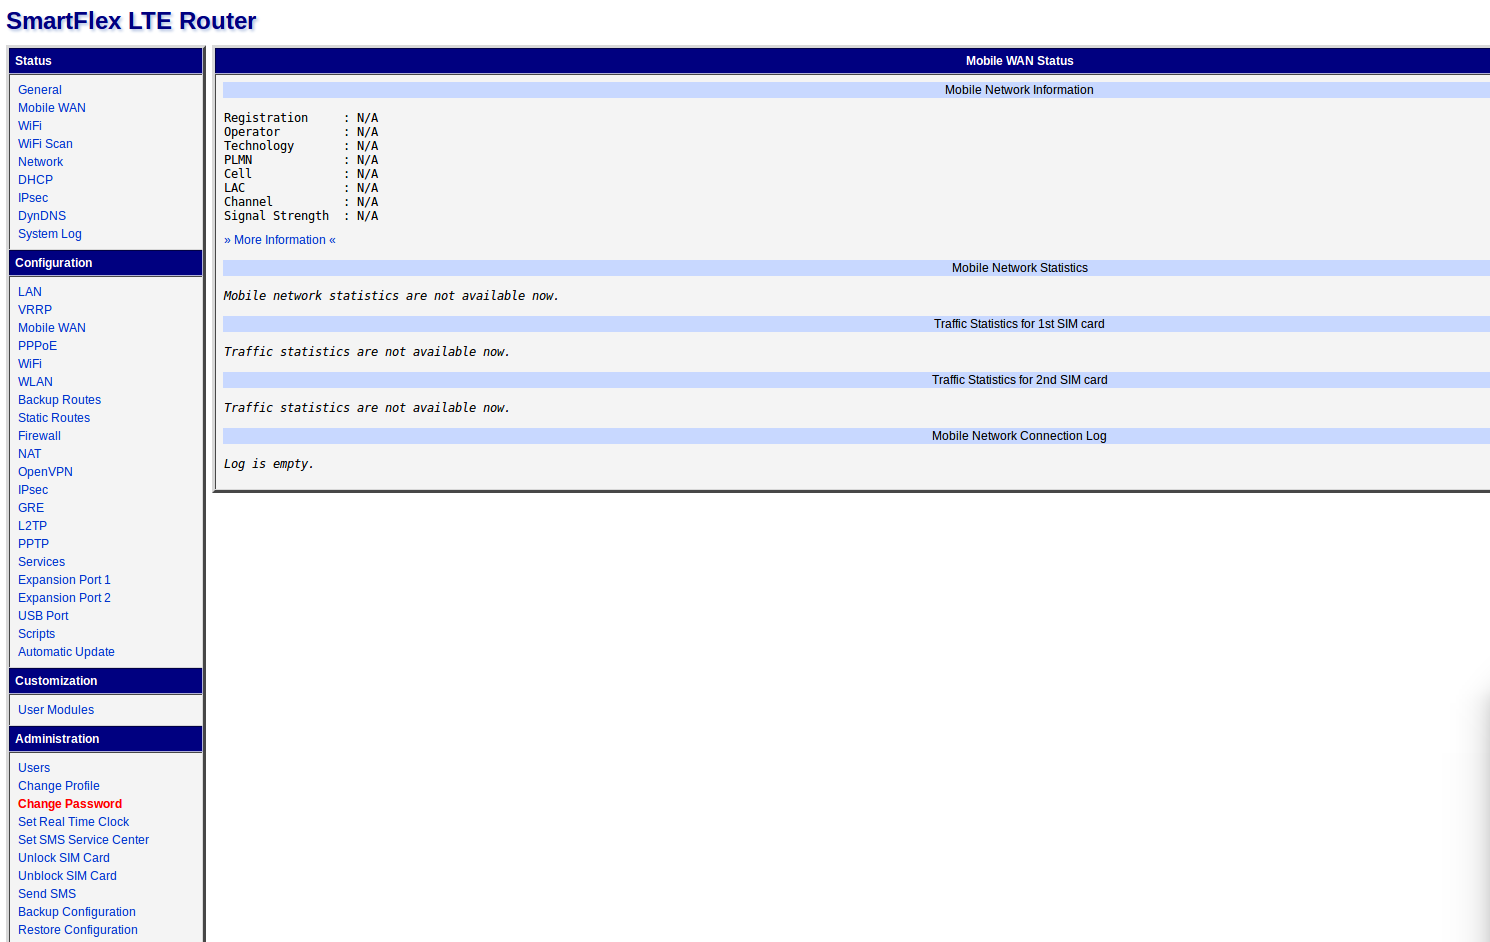 SmartFlex LTE Router
Status
General
Mobile WAN
WiFi
WiFi Scan
Network
DHCP
IPsec
DynDNS
System Log
Configuration
LAN
VRRP
Mobile WAN
PPPoE
WiFi
WLAN
Backup Routes
Static Routes
Firewall
NAT
OpenVPN
IPsec
GRE
L2TP
PPTP
Services
Expansion Port 1
Expansion Port 2
USB Port
Scripts
Automatic Update
Customization
User Modules
Administration
Users
Change Profile
Change Password
Set Real Time Clock
Set SMS Service Center
Unlock SIM Card
Unblock SIM Card
Send SMS
Backup Configuration
Restore Configuration
Mobile WAN Status
Mobile Network Information
Registration : N/A
Operator : N/A
Technology : N/A
PLMN : N/A
Cell : N/A
LAC : N/A
Channel : N/A
Signal Strength : N/A
» More Information «
Mobile Network Statistics
Mobile network statistics are not available now.
Traffic Statistics for 1st SIM card
Traffic statistics are not available now.
Traffic Statistics for 2nd SIM card
Traffic statistics are not available now.
Mobile Network Connection Log
Log is empty.